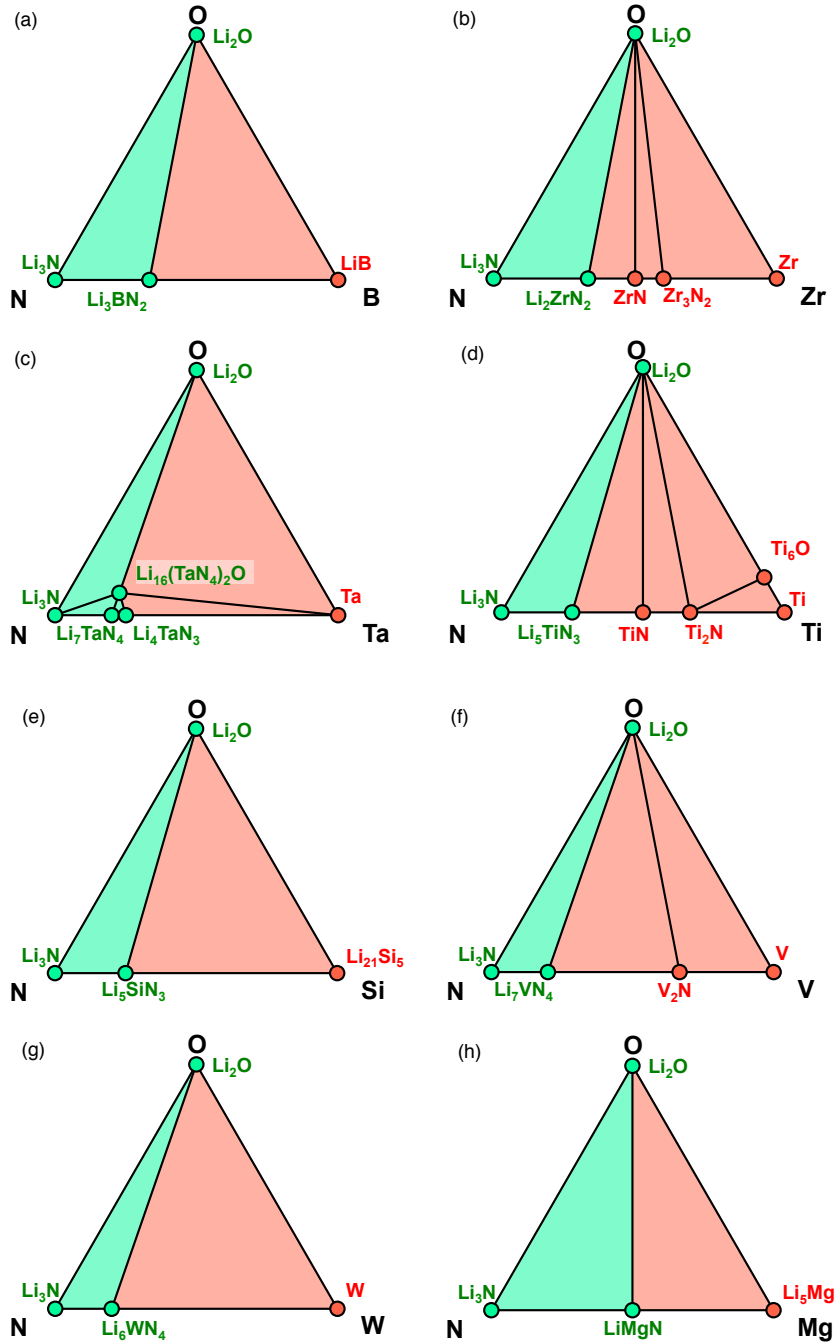 (a)
O
Li₂O
Li₃N
N
Li₃BN₂
LiB
B
(b)
O
Li₂O
Li₃N
N
Li₂ZrN₂
ZrN
Zr₃N₂
Zr
Zr
(c)
O
Li₂O
Li₁₆(TaN₄)₂O
Li₃N
N
Li₇TaN₄
Li₄TaN₃
Ta
Ta
(d)
O
Li₂O
Ti₆O
Li₃N
N
Li₅TiN₃
TiN
Ti₂N
Ti
Ti
(e)
O
Li₂O
Li₃N
N
Li₅SiN₃
Li₂₁Si₅
Si
(f)
O
Li₂O
Li₃N
N
Li₇VN₄
V₂N
V
V
(g)
O
Li₂O
Li₃N
N
Li₆WN₄
W
W
(h)
O
Li₂O
Li₃N
N
LiMgN
Li₅Mg
Mg